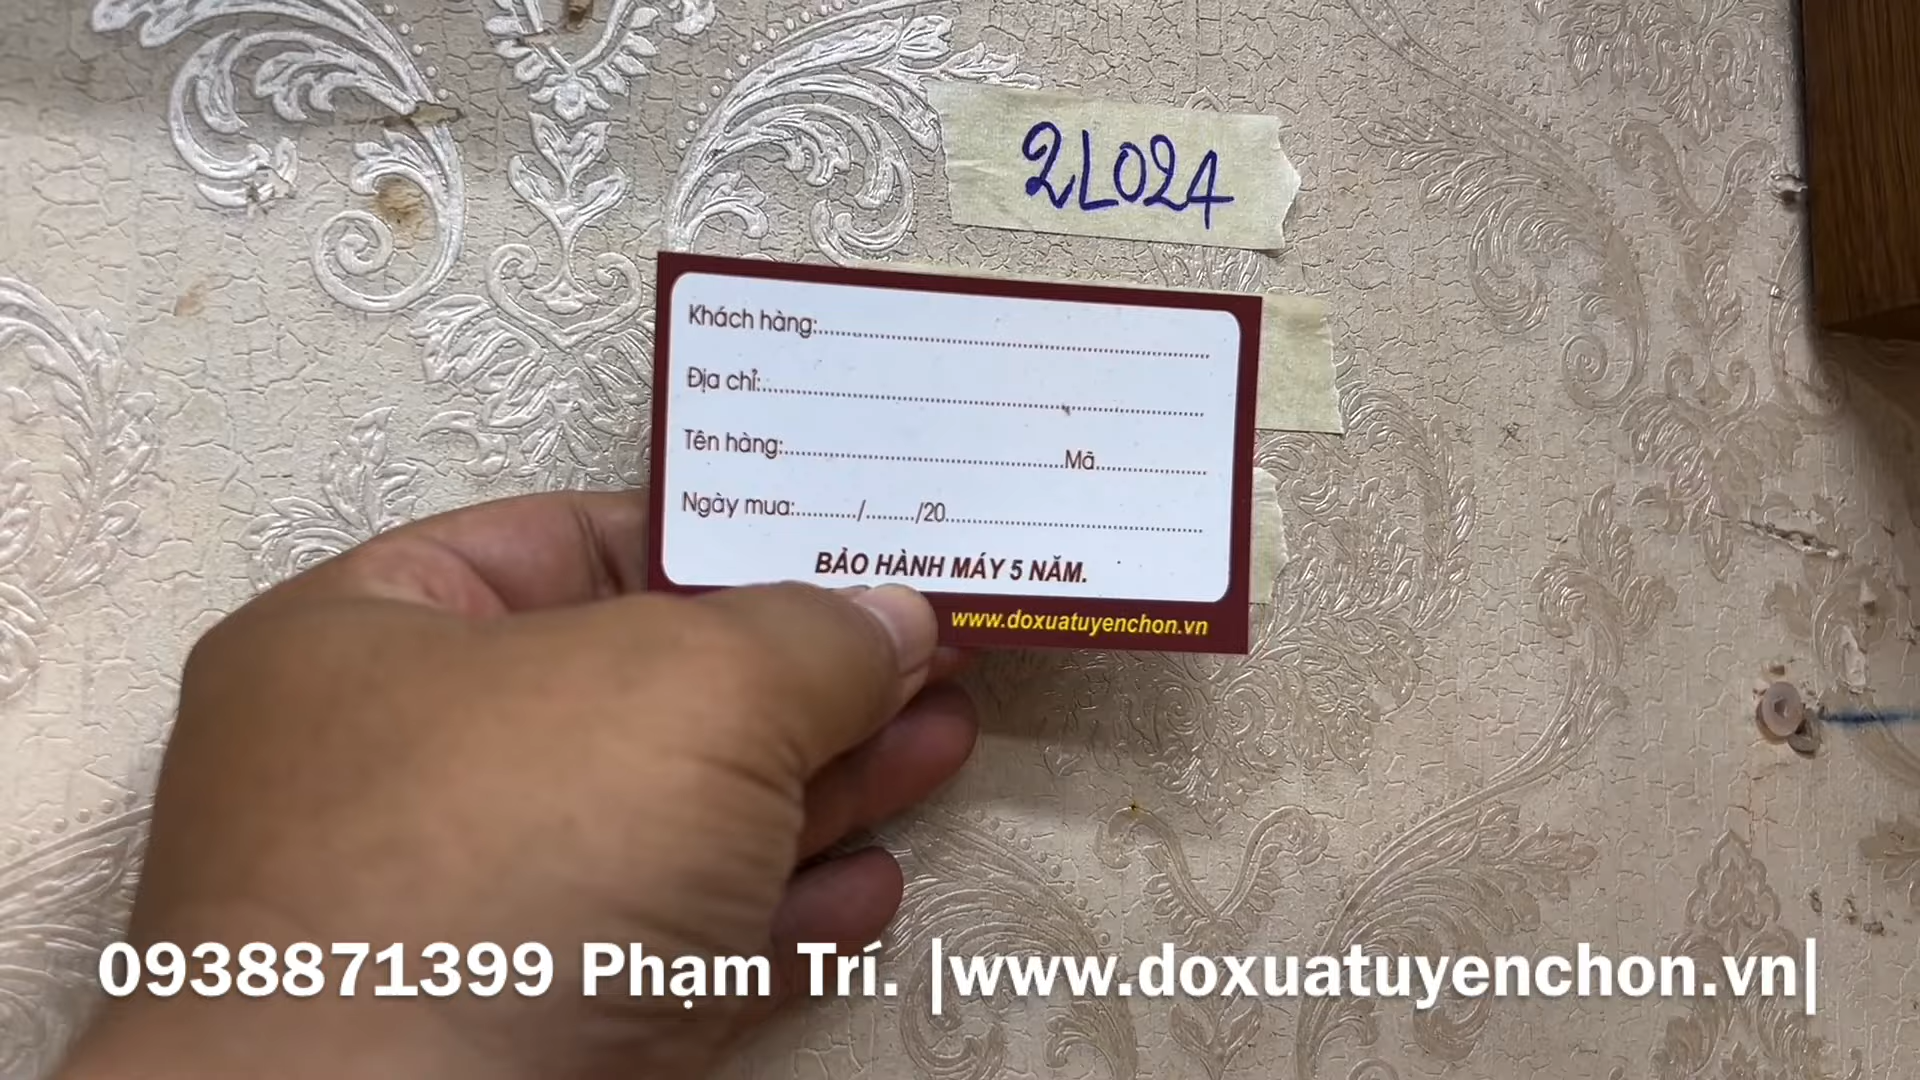 2L024
Khách hàng:..........................................................
Địa chỉ:..........................................................
Tên hàng:..........................................Mã.................
Ngày mua:.........../........./20..........................................
BẢO HÀNH MÁY 5 NĂM.
www.doxuatuyenchon.vn
0938871399 Phạm Trí. |www.doxuatuyenchon.vn|